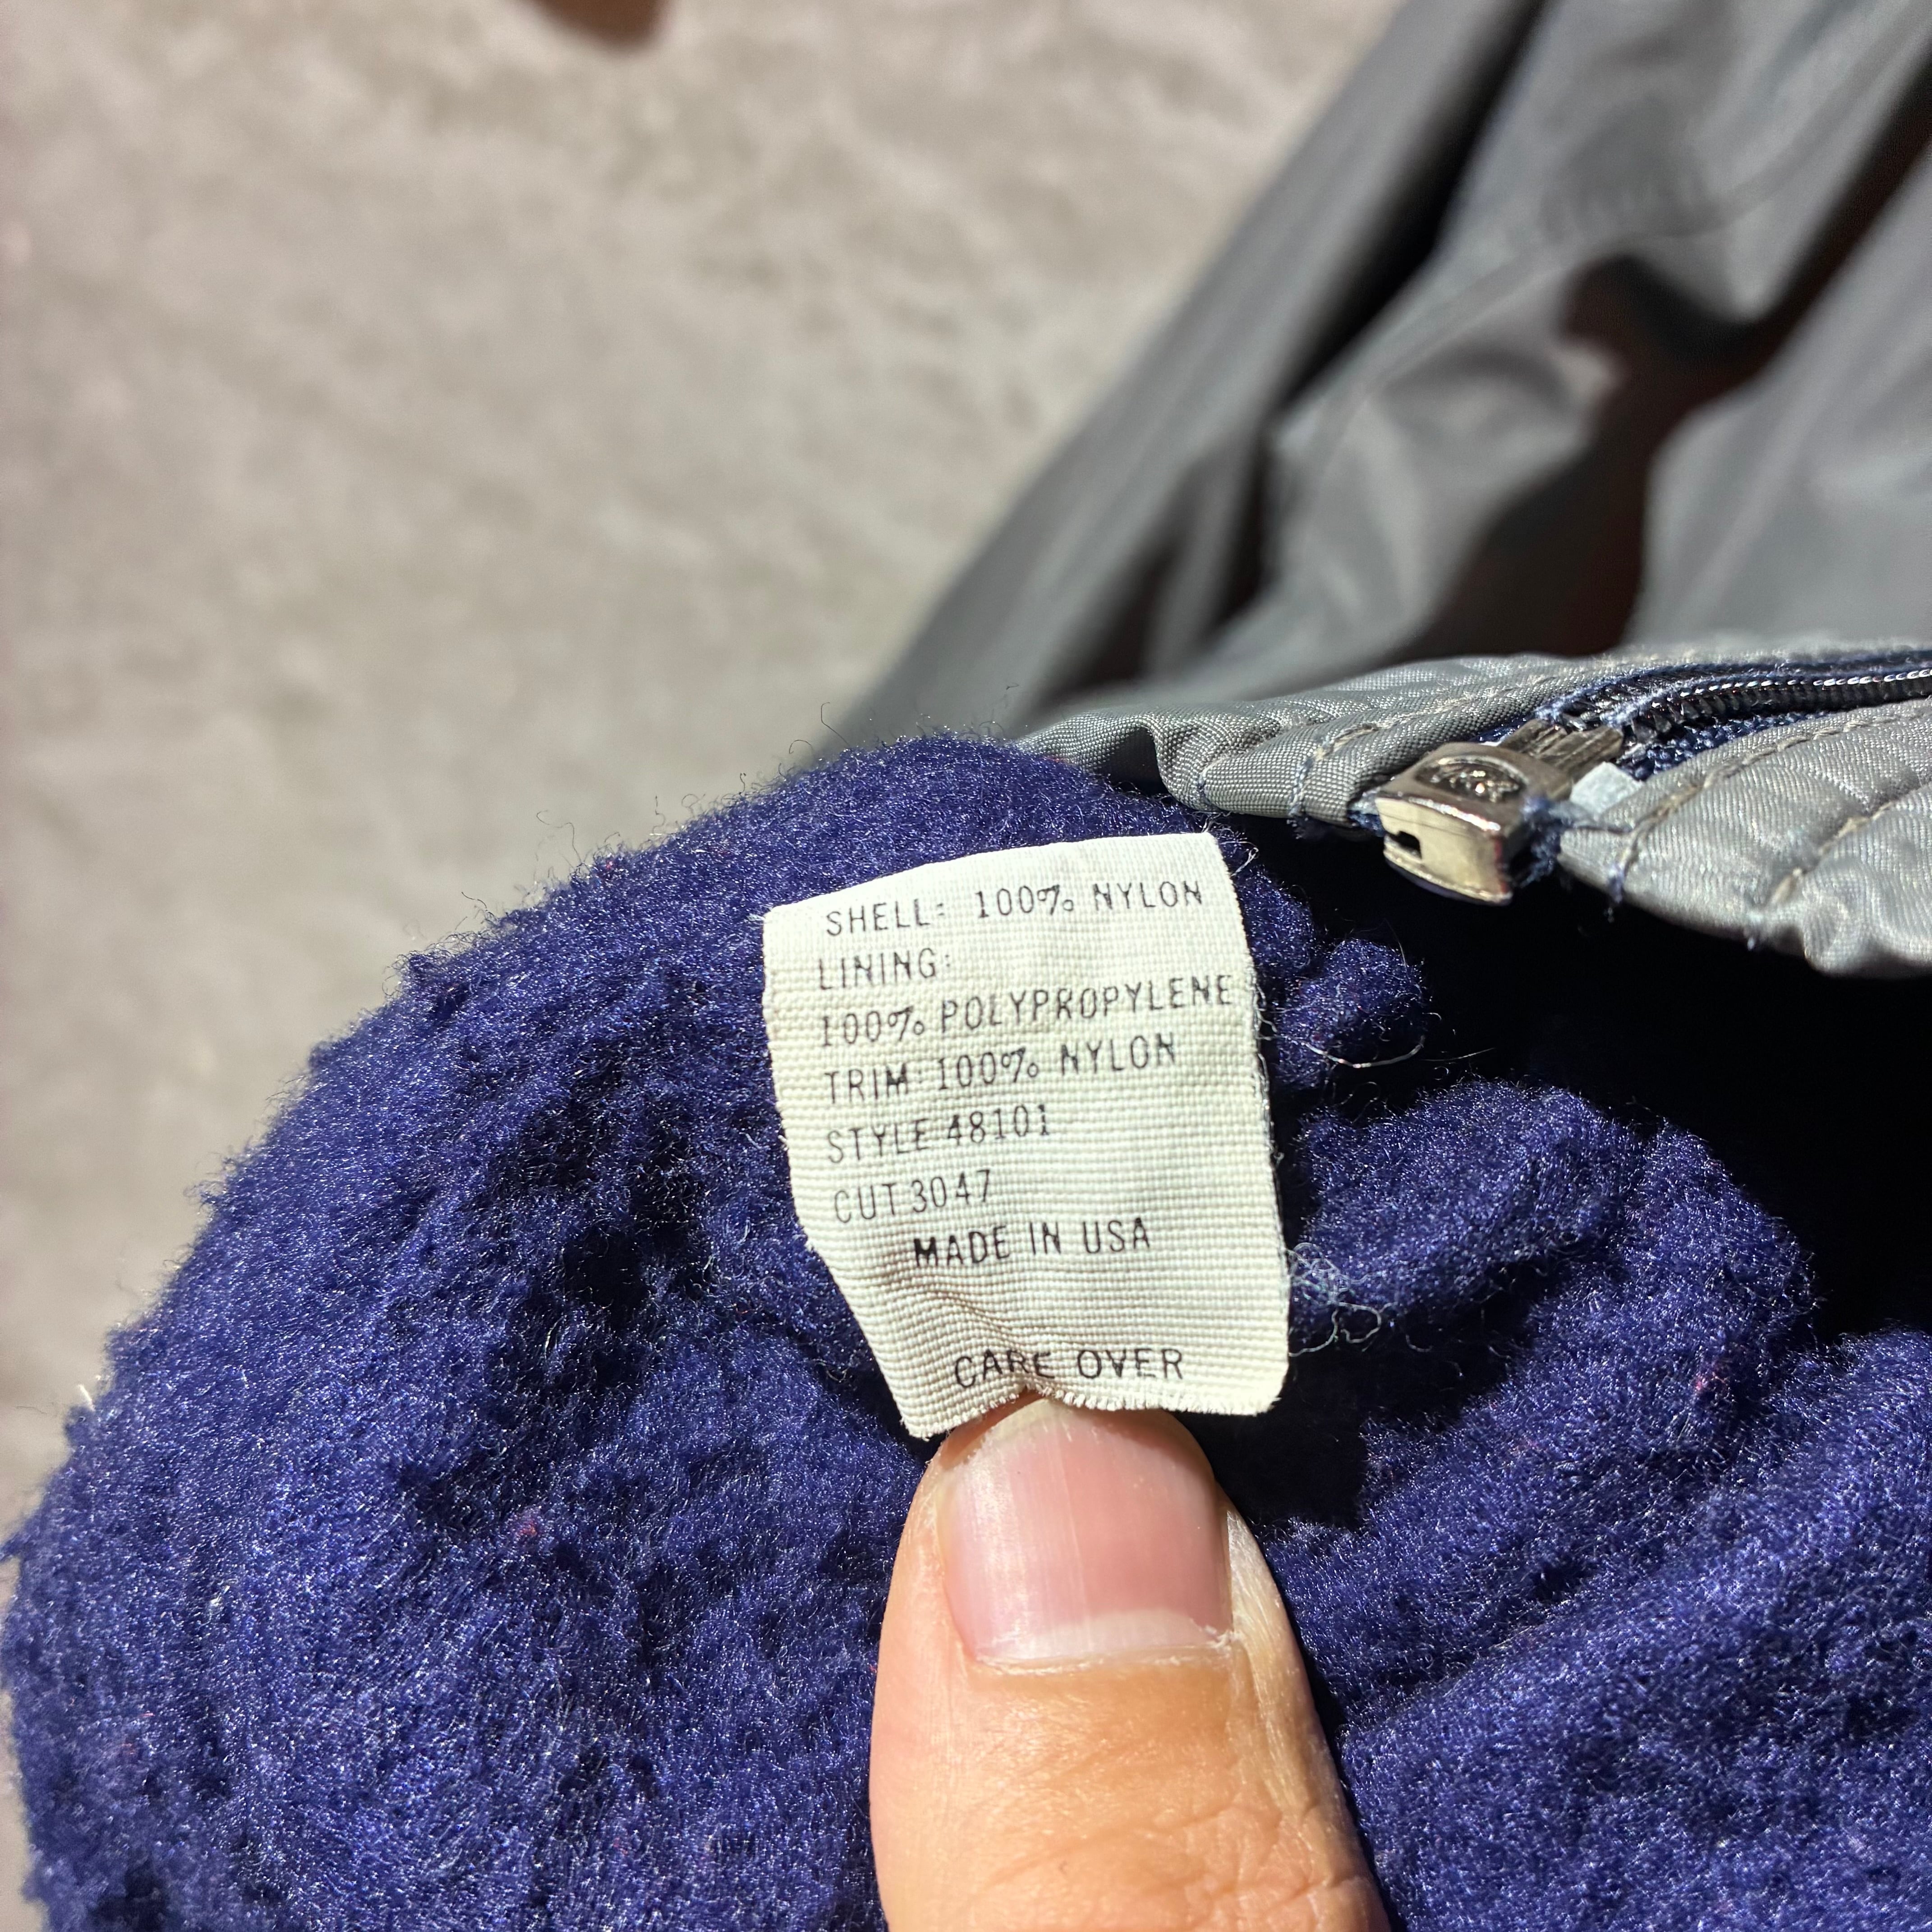 SHELL: 100% NYLON
LINING:
100% POLYPROPYLENE
TRIM: 100% NYLON
STYLE 48101
CUT 3047
MADE IN USA
CARE OVER